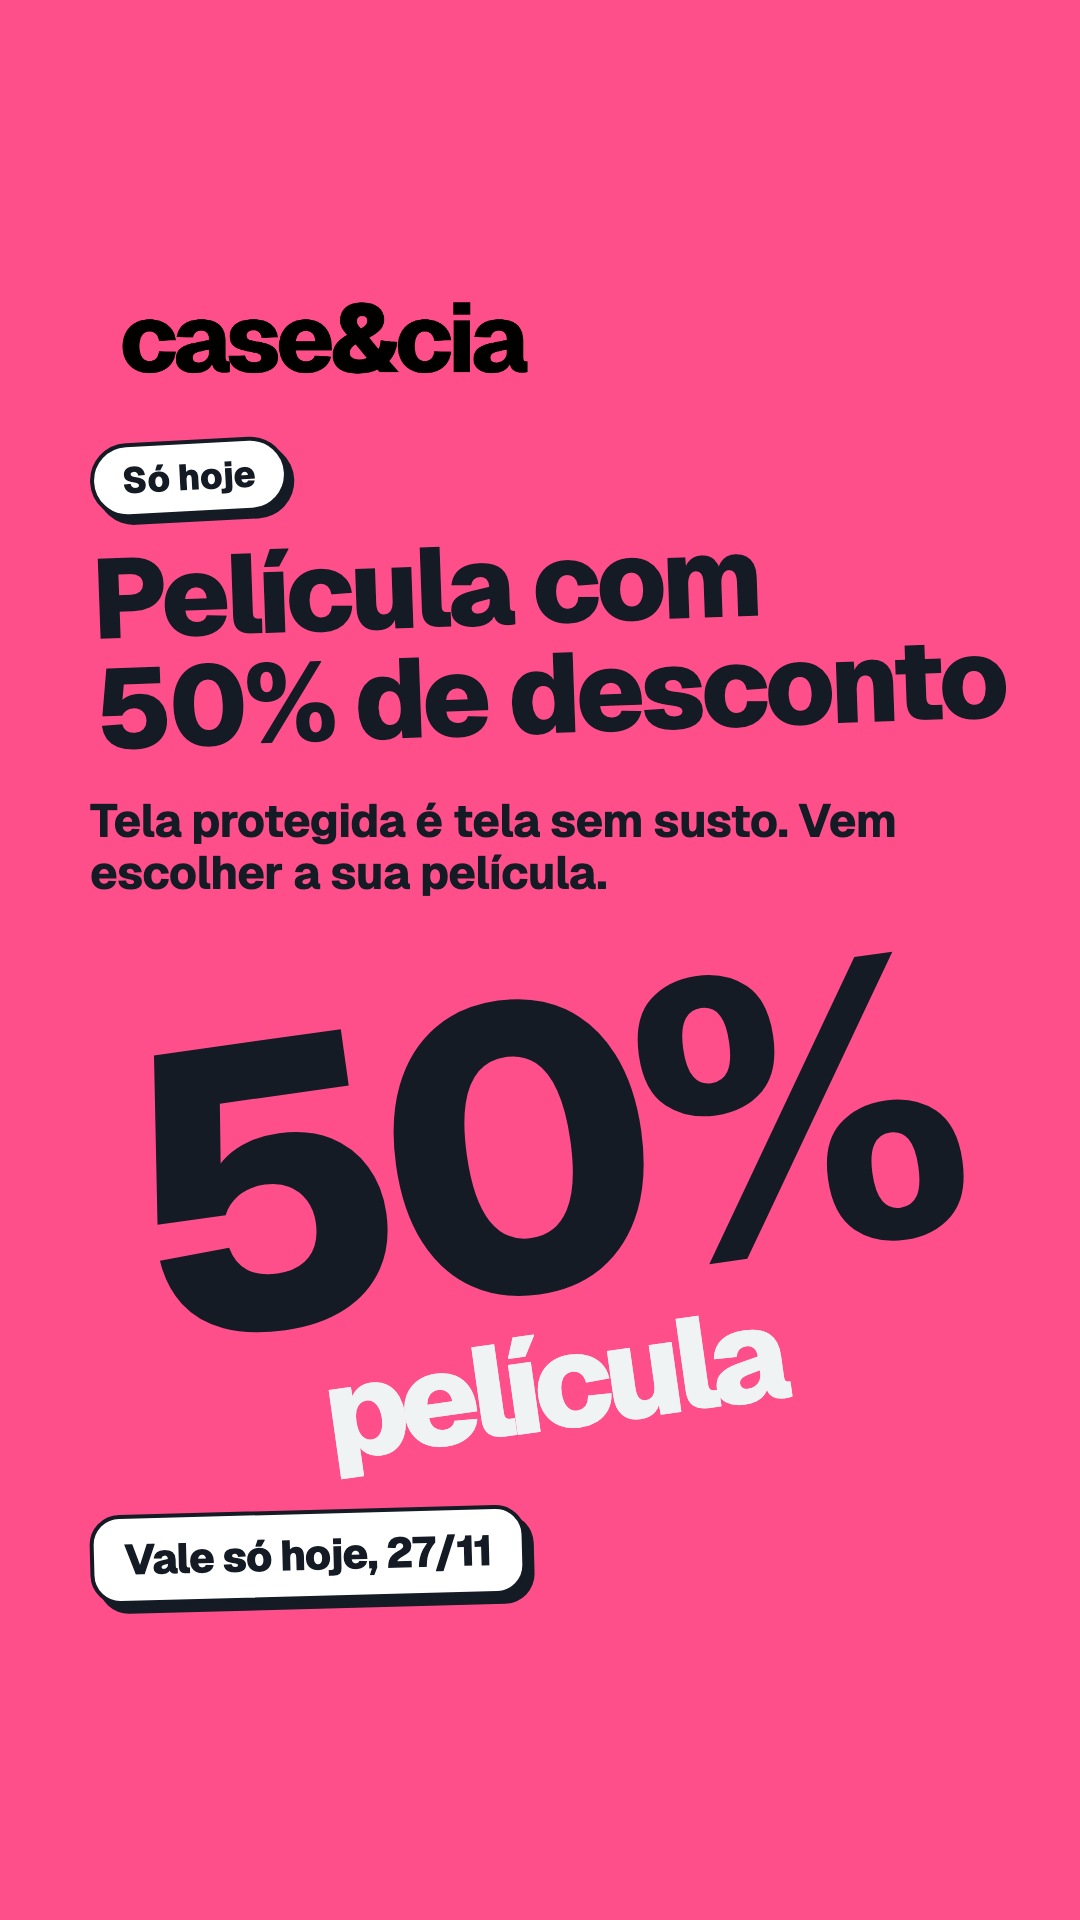 case&cia
Só hoje
Película com
50% de desconto
Tela protegida é tela sem susto. Vem
escolher a sua película.
50%
película
Vale só hoje, 27/11